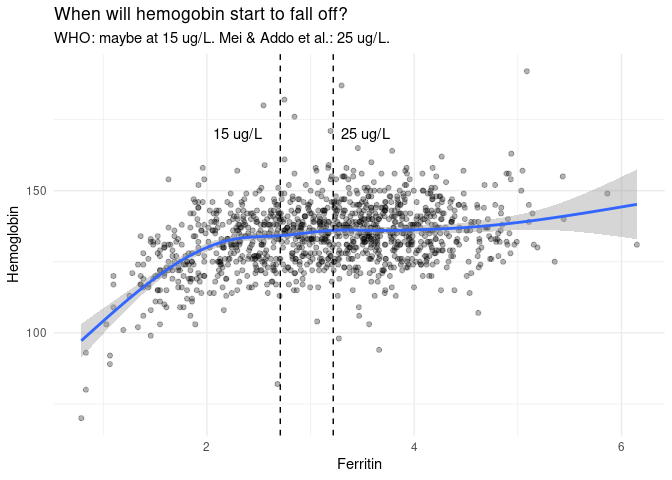 When will hemogobin start to fall off?
WHO: maybe at 15 ug/L. Mei & Addo et al.: 25 ug/L.
15 ug/L
25 ug/L
150
100
Hemoglobin
2
4
6
Ferritin